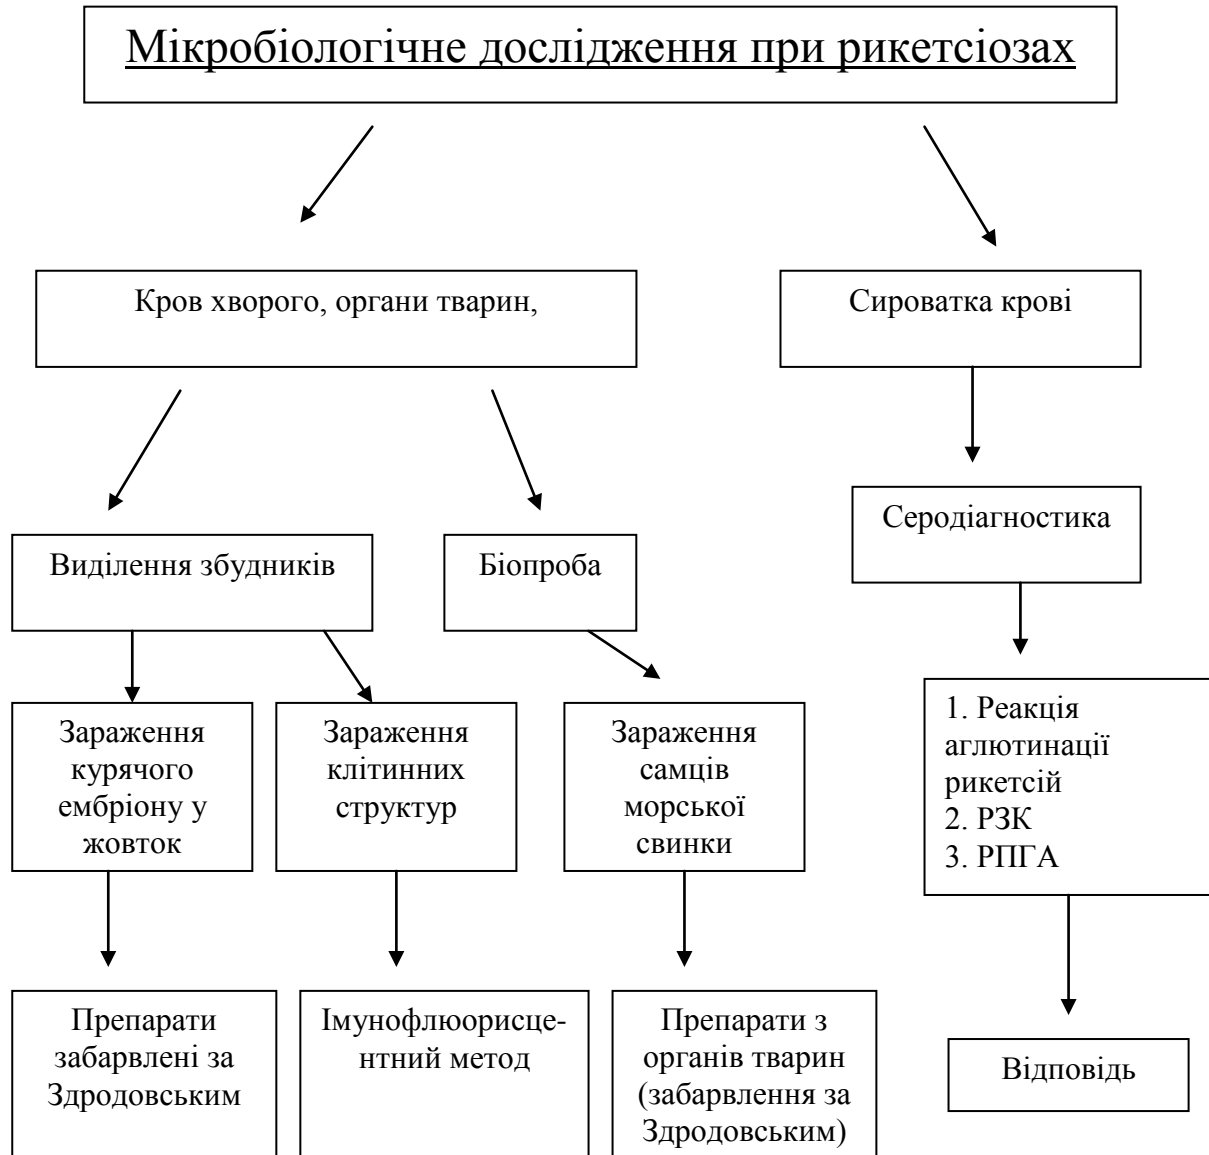 Мікробіологічне дослідження при рикетсіозах
Кров хворого, органи тварин,
Сироватка крові
Серодіагностика
Виділення збудників
Біопроба
Зараження
курячого
ембріону у
жовток
Зараження
клітинних
структур
Зараження
самців
морської
свинки
1. Реакція
аглютинації
рикетсій
2. РЗК
3. РПГА
Препарати
забарвлені за
Здродовським
Імунофлюорисце-
нтний метод
Препарати з
органів тварин
(забарвлення за
Здродовським)
Відповідь